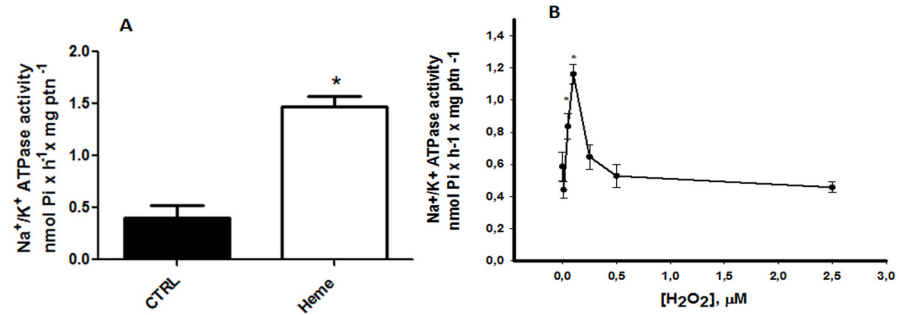 A
Na⁺/K⁺ ATPase activity
nmol Pi x h⁻¹x mg ptn ⁻¹
2.0
1.5
1.0
0.5
0.0
*
CTRL
Heme
B
Na+/K+ ATPase activity
nmol Pi x h-1 x mg ptn -1
1,4
1,2
1,0
0,8
0,6
0,4
0,2
0,0
*
*
0,0
0,5
1,0
1,5
2,0
2,5
3,0
[H₂O₂], µM